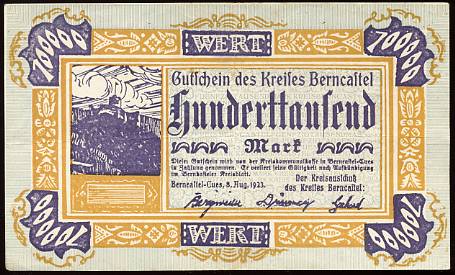 100000 WERT 100000
Gutschein des Kreises Berncastel
Hunderttausend
Mark
Dieser Gutschein wird von der Kreiskommunalkasse in Berncastel-Cues
in Zahlung genommen. Er verliert seine Gültigkeit nach Aufkündigung
im Bernkasteler Kreisblatt.
Der Kreisausschuß
Berncastel-Cues, 8. Aug. 1923. des Kreises Berncastel:
100000 WERT 100000